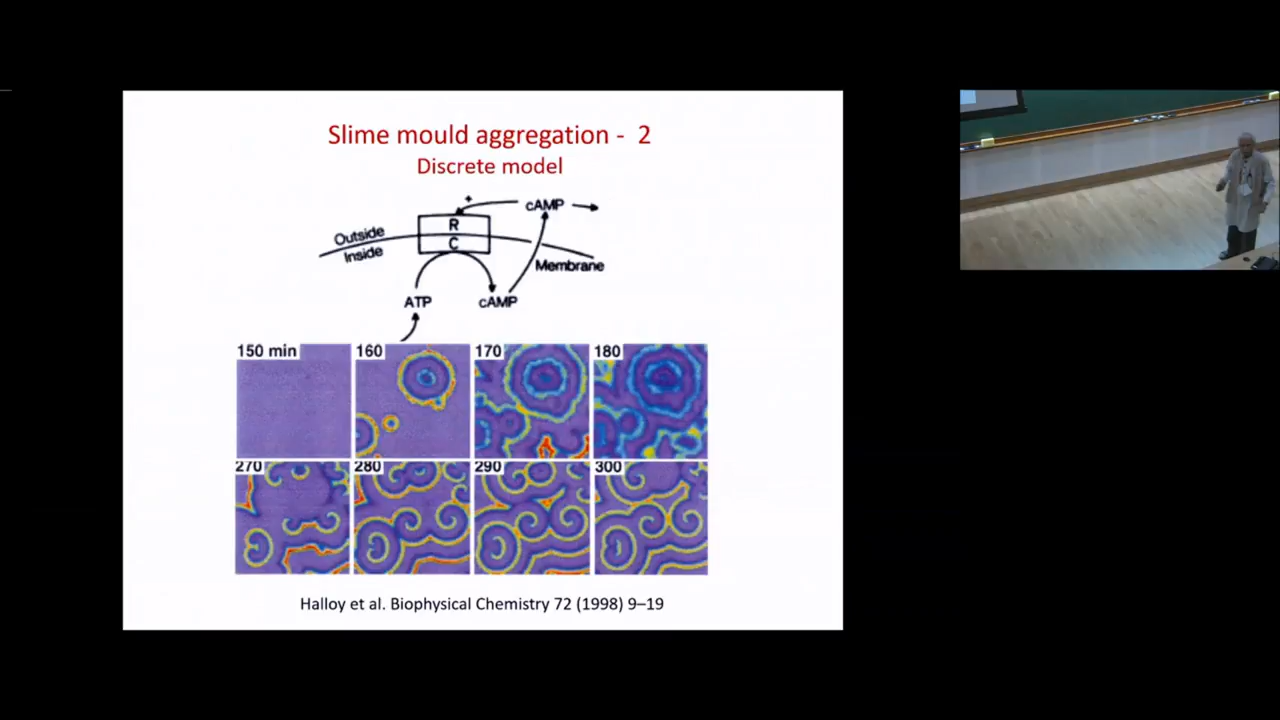 Slime mould aggregation - 2
Discrete model
+
cAMP
R
Outside
C
Inside
Membrane
ATP
cAMP
150 min
160
170
180
270
280
290
300
Halloy et al. Biophysical Chemistry 72 (1998) 9–19